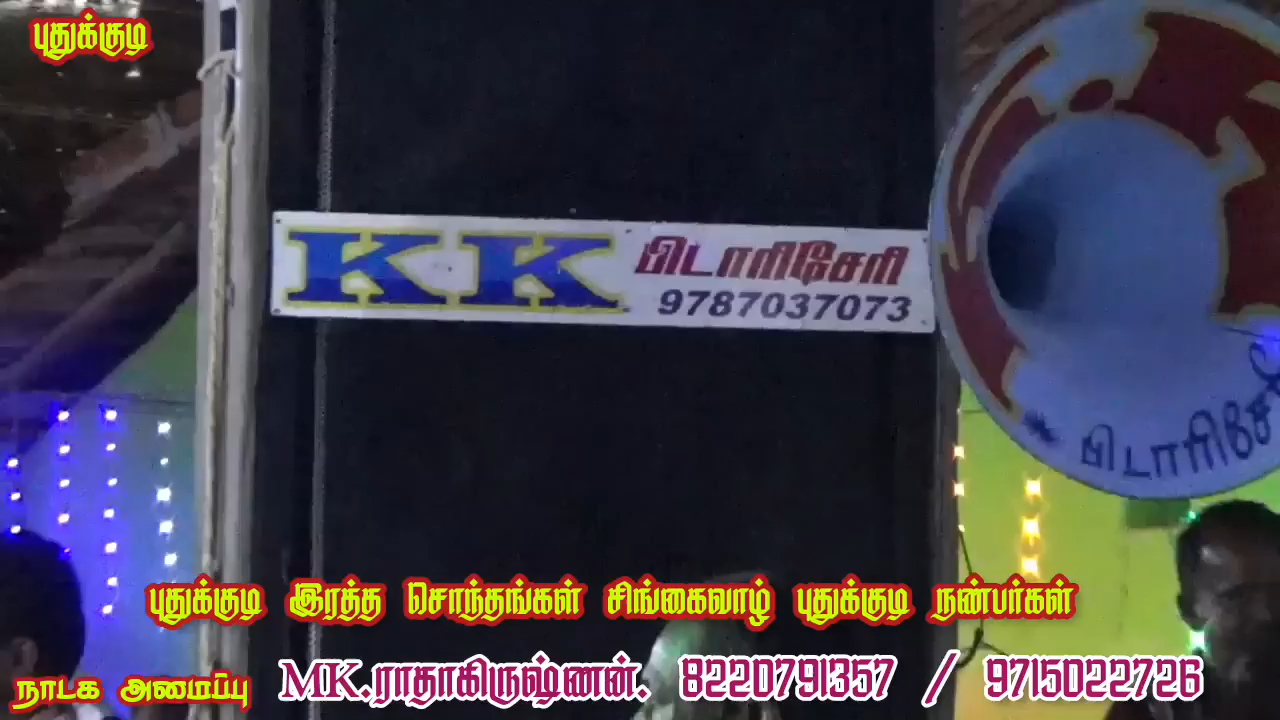 புதுக்குடி
KK பிடாரிசேரி
9787037073
பிடாரிசே
புதுக்குடி இரத்த சொந்தங்கள் சிங்கைவாழ் புதுக்குடி நண்பர்கள்
நாடக அமைப்பு MK.ராதாகிருஷ்ணன். 8220791357 / 9715022726